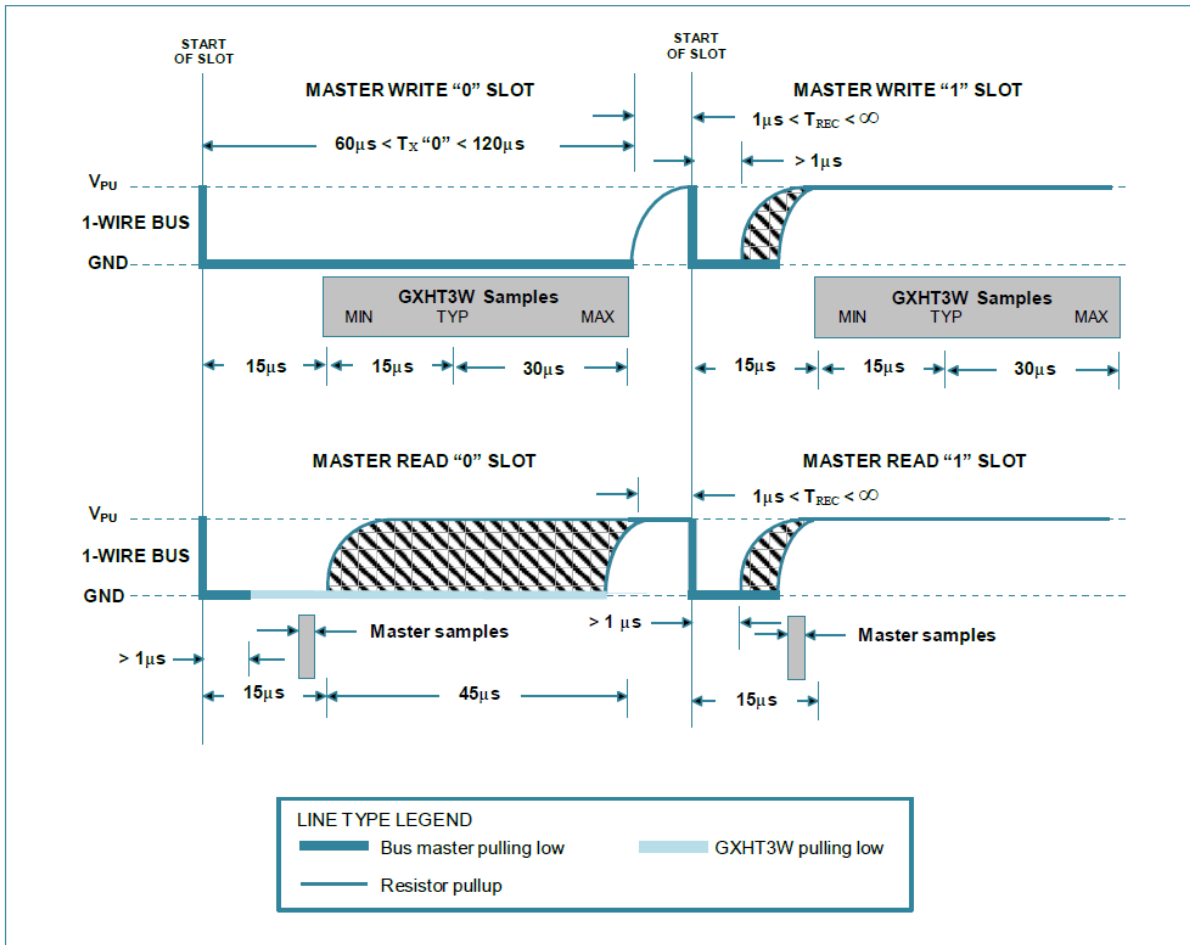 START
OF SLOT
START
OF SLOT
MASTER WRITE “0” SLOT
MASTER WRITE “1” SLOT
1μs < TREC < ∞
60μs < TX “0” < 120μs
> 1μs
VPU
1-WIRE BUS
GND
GXHT3W Samples
MIN TYP MAX
GXHT3W Samples
MIN TYP MAX
15μs 15μs 30μs 15μs 15μs 30μs
MASTER READ “0” SLOT
MASTER READ “1” SLOT
1μs < TREC < ∞
VPU
1-WIRE BUS
GND
> 1 μs
Master samples
Master samples
> 1μs
15μs 45μs 15μs
LINE TYPE LEGEND
Bus master pulling low
GXHT3W pulling low
Resistor pullup